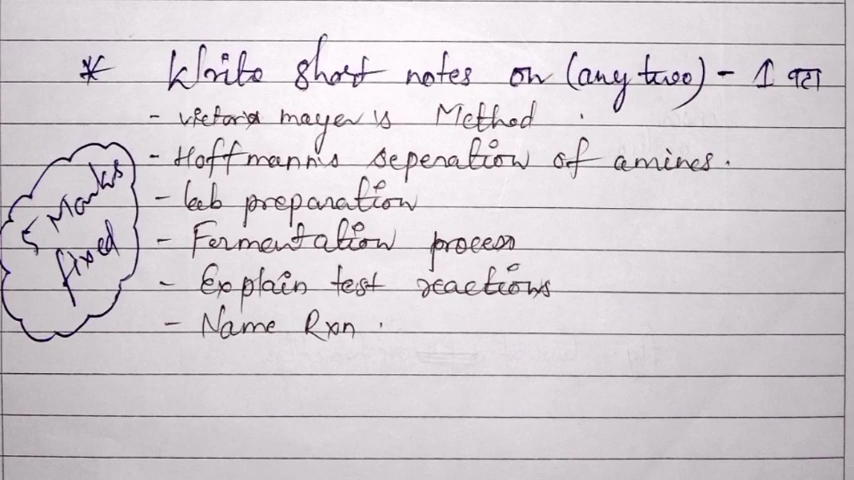 * Write short notes on (any two) - 1 वटा
- victoria mayer's Method
- Hoffmann's seperation of amines.
- Lab preparation
- Fermentation process
- Explain test reactions
- Name Rxn.
5 Marks
fixed